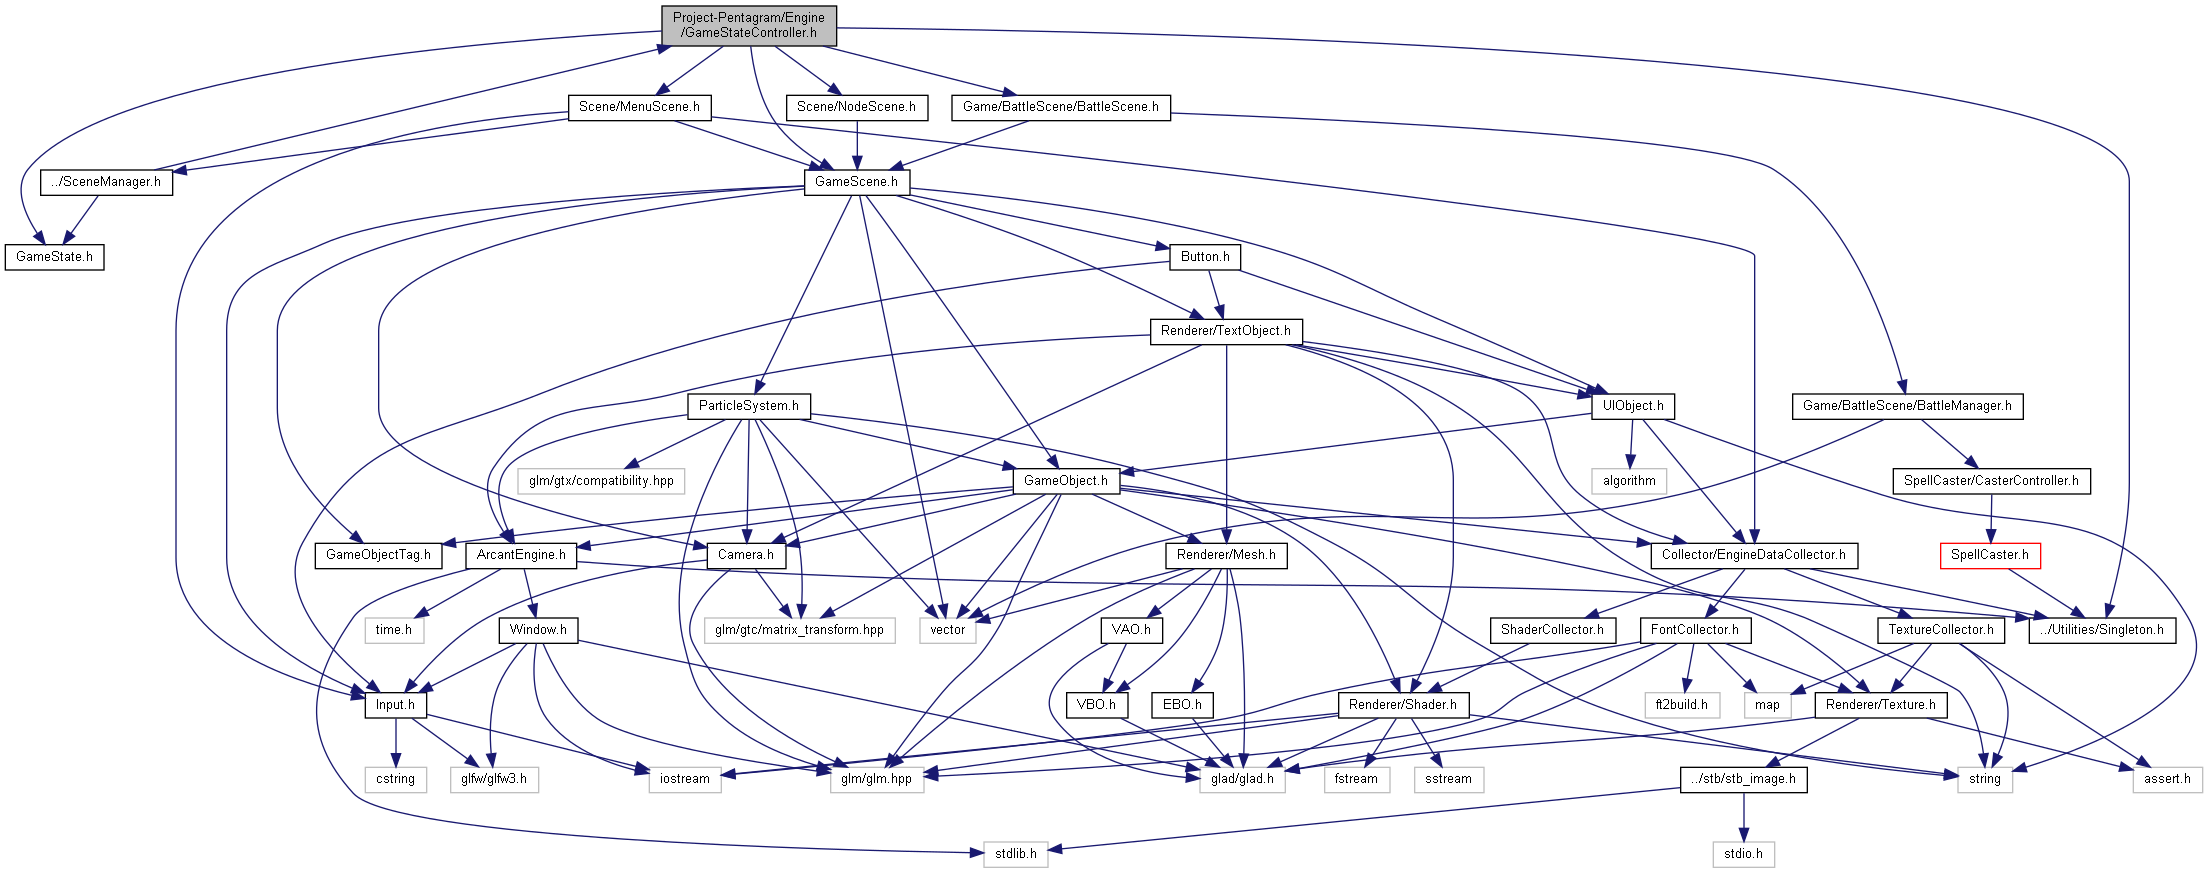 Project-Pentagram/Engine
/GameStateController.h
Scene/MenuScene.h
Scene/NodeScene.h
Game/BattleScene/BattleScene.h
../SceneManager.h
GameScene.h
GameState.h
Button.h
Renderer/TextObject.h
ParticleSystem.h
UIObject.h
Game/BattleScene/BattleManager.h
glm/gtx/compatibility.hpp
GameObject.h
algorithm
SpellCaster/CasterController.h
GameObjectTag.h
ArcantEngine.h
Camera.h
Renderer/Mesh.h
Collector/EngineDataCollector.h
SpellCaster.h
time.h
Window.h
glm/gtc/matrix_transform.hpp
vector
VAO.h
ShaderCollector.h
FontCollector.h
TextureCollector.h
../Utilities/Singleton.h
Input.h
VBO.h
EBO.h
Renderer/Shader.h
ft2build.h
map
Renderer/Texture.h
cstring
glfw/glfw3.h
iostream
glm/glm.hpp
glad/glad.h
fstream
sstream
../stb/stb_image.h
string
assert.h
stdlib.h
stdio.h